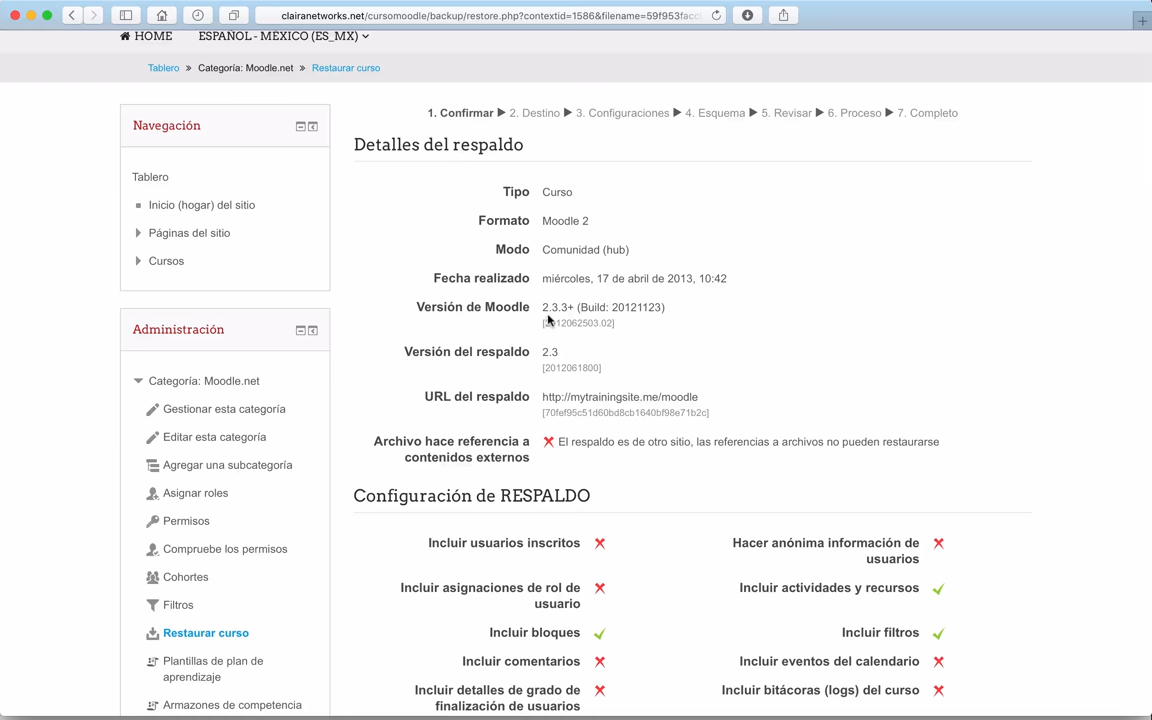 clairanetworks.net/cursomoodle/backup/restore.php?contextid=1586&filename=59f953facc
HOME ESPAÑOL - MÉXICO (ES_MX)
Tablero » Categoría: Moodle.net » Restaurar curso
Navegación
Tablero
Inicio (hogar) del sitio
Páginas del sitio
Cursos
Administración
Categoría: Moodle.net
Gestionar esta categoría
Editar esta categoría
Agregar una subcategoría
Asignar roles
Permisos
Compruebe los permisos
Cohortes
Filtros
Restaurar curso
Plantillas de plan de
aprendizaje
Armazones de competencia
1. Confirmar ► 2. Destino ► 3. Configuraciones ► 4. Esquema ► 5. Revisar ► 6. Proceso ► 7. Completo
Detalles del respaldo
Tipo Curso
Formato Moodle 2
Modo Comunidad (hub)
Fecha realizado miércoles, 17 de abril de 2013, 10:42
Versión de Moodle 2.3.3+ (Build: 20121123)
[2012062503.02]
Versión del respaldo 2.3
[2012061800]
URL del respaldo http://mytrainingsite.me/moodle
[70fef95c51d60bd8cb1640bf98e71b2c]
Archivo hace referencia a
contenidos externos
El respaldo es de otro sitio, las referencias a archivos no pueden restaurarse
Configuración de RESPALDO
Incluir usuarios inscritos
Hacer anónima información de
usuarios
Incluir asignaciones de rol de
usuario
Incluir actividades y recursos
Incluir bloques
Incluir filtros
Incluir comentarios
Incluir eventos del calendario
Incluir detalles de grado de
finalización de usuarios
Incluir bitácoras (logs) del curso